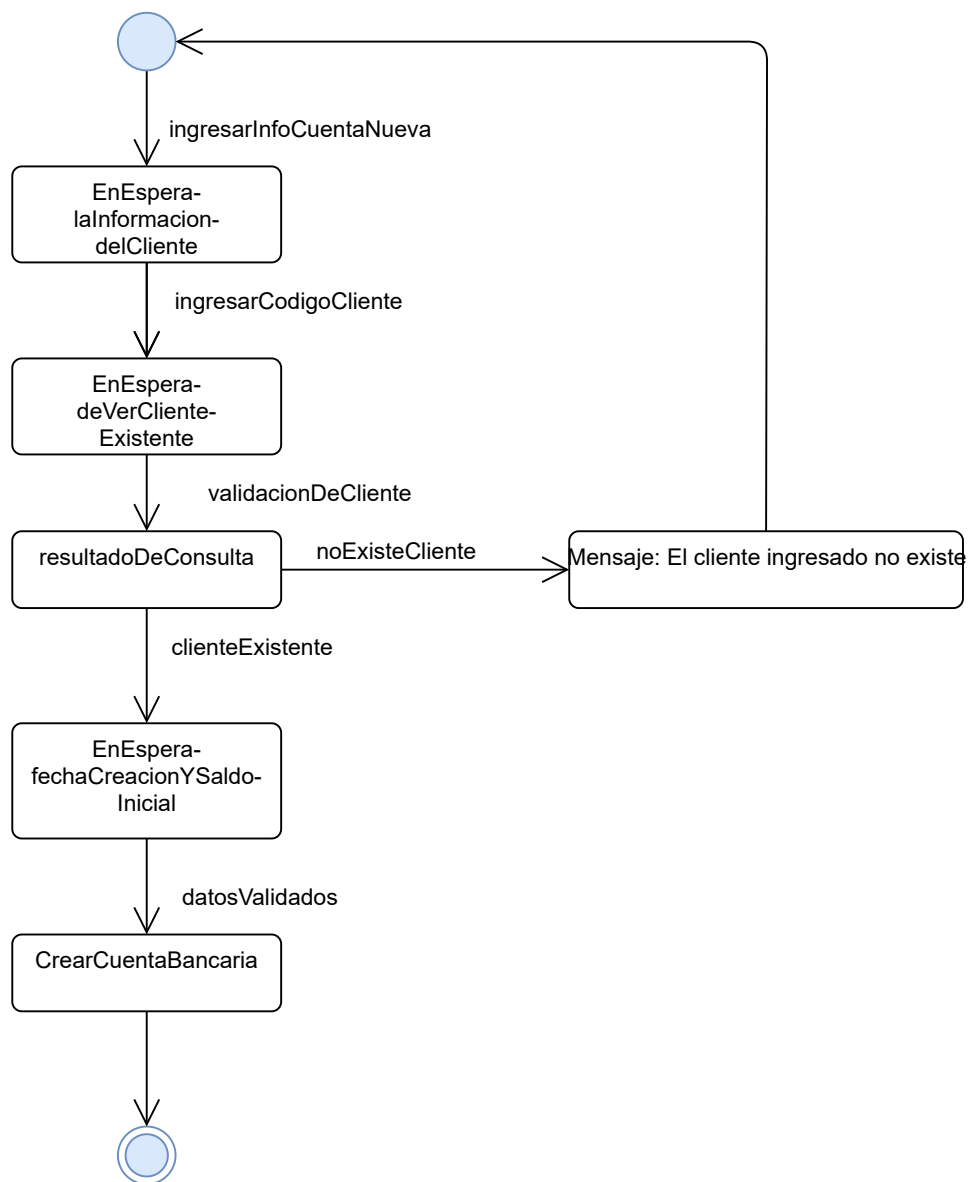 ingresarInfoCuentaNueva
EnEspera-
laInformacion-
delCliente
ingresarCodigoCliente
EnEspera-
deVerCliente-
Existente
validacionDeCliente
resultadoDeConsulta
noExisteCliente
Mensaje: El cliente ingresado no existe
clienteExistente
EnEspera-
fechaCreacionYSaldo-
Inicial
datosValidados
CrearCuentaBancaria